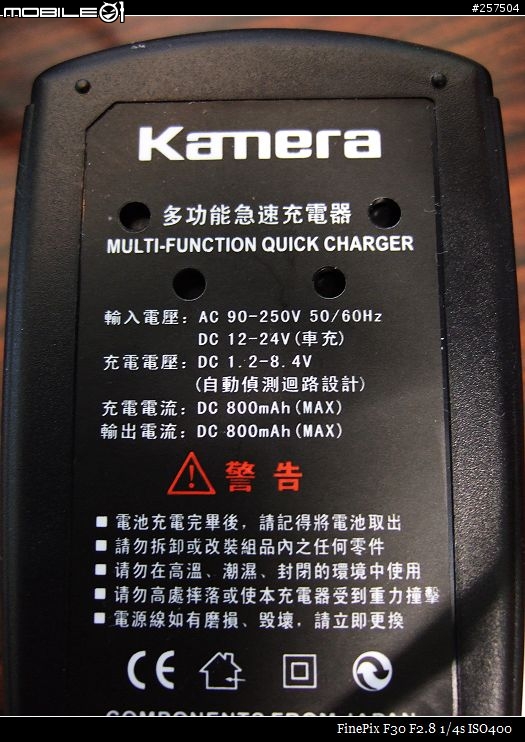 MOBILE01
#257504
Kamera
多功能急速充電器
MULTI-FUNCTION QUICK CHARGER
輸入電壓：AC 90-250V 50/60Hz
DC 12-24V(車充)
充電電壓：DC 1.2-8.4V
(自動偵測迴路設計)
充電電流：DC 800mAh(MAX)
輸出電流：DC 800mAh(MAX)
警告
■ 電池充電完畢後，請記得將電池取出
■ 請勿拆卸或改裝組品內之任何零件
■ 请勿在高溫、潮濕、封閉的環境中使用
■ 请勿高處摔落或使本充電器受到重力撞擊
■ 電源線如有磨損、毀壞，請立即更換
CE
COMPONENTS FROM JAPAN
FinePix F30 F2.8 1/4s ISO400